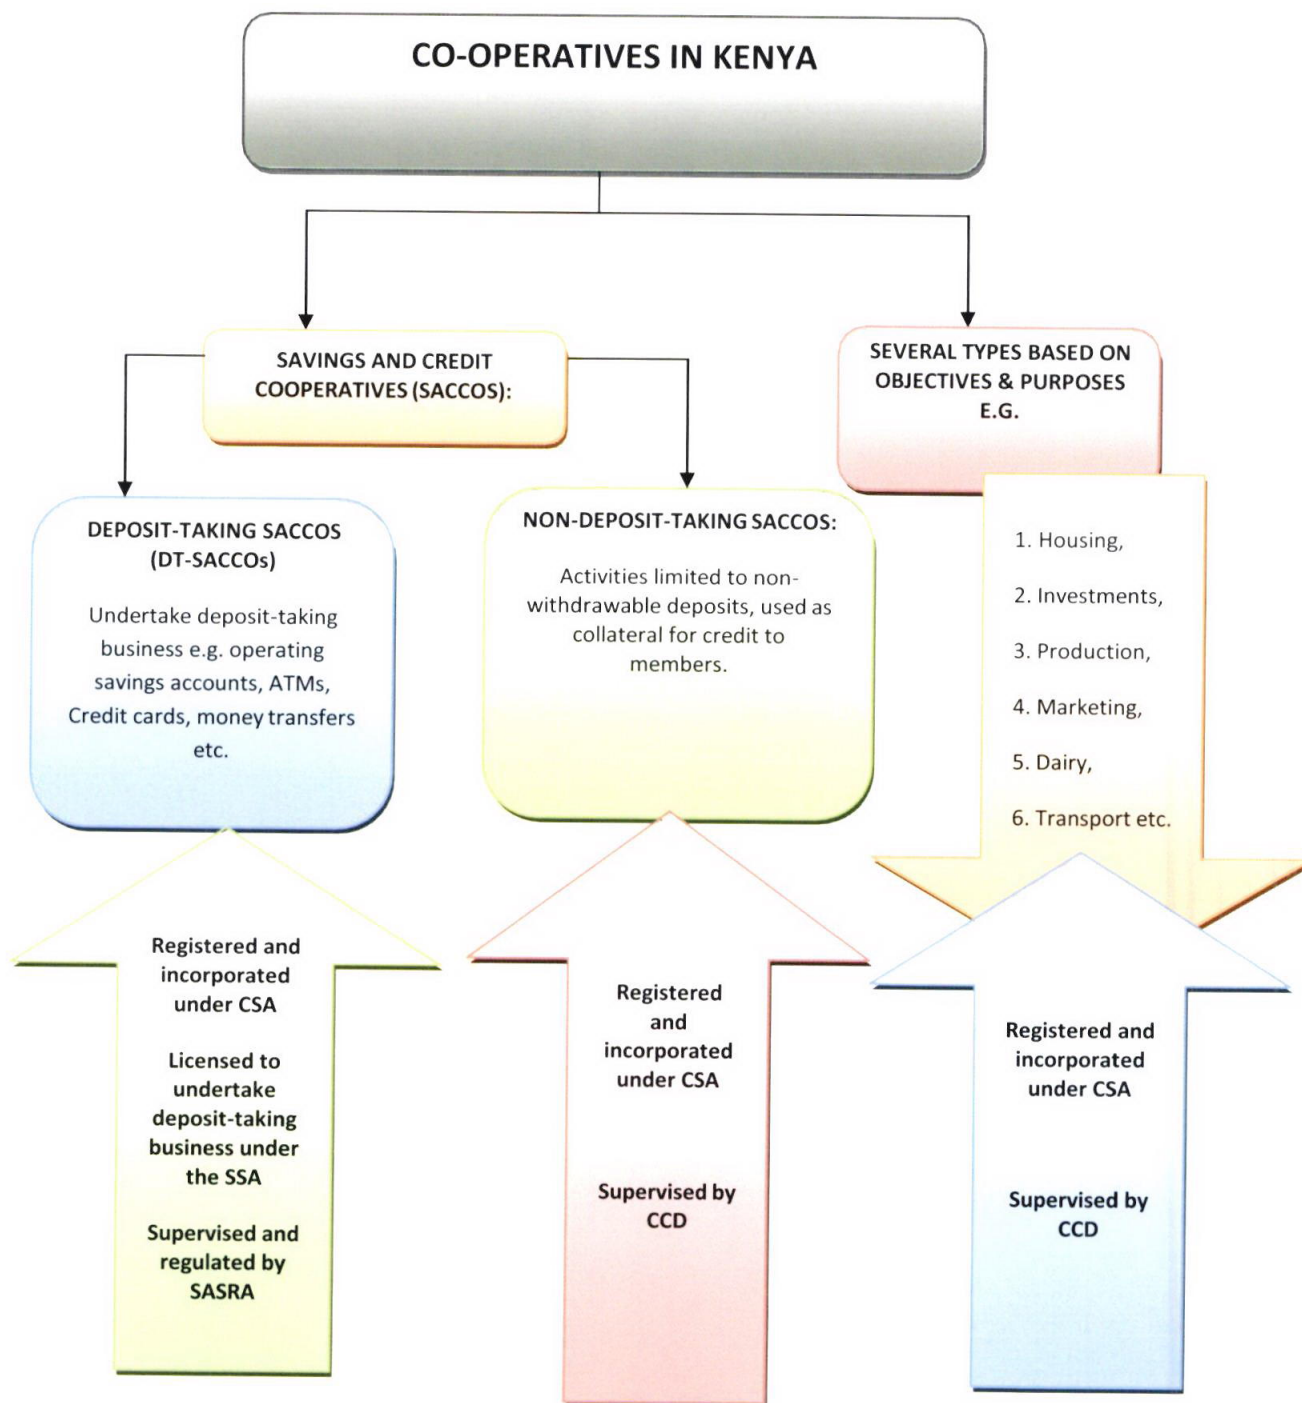 CO-OPERATIVES IN KENYA
SAVINGS AND CREDIT
COOPERATIVES (SACCOS):
SEVERAL TYPES BASED ON
OBJECTIVES & PURPOSES
E.G.
DEPOSIT-TAKING SACCOS
(DT-SACCOs)
Undertake deposit-taking
business e.g. operating
savings accounts, ATMs,
Credit cards, money transfers
etc.
NON-DEPOSIT-TAKING SACCOS:
Activities limited to non-
withdrawable deposits, used as
collateral for credit to
members.
1. Housing,
2. Investments,
3. Production,
4. Marketing,
5. Dairy,
6. Transport etc.
Registered and
incorporated
under CSA
Licensed to
undertake
deposit-taking
business under
the SSA
Supervised and
regulated by
SASRA
Registered
and
incorporated
under CSA
Supervised by
CCD
Registered and
incorporated
under CSA
Supervised by
CCD